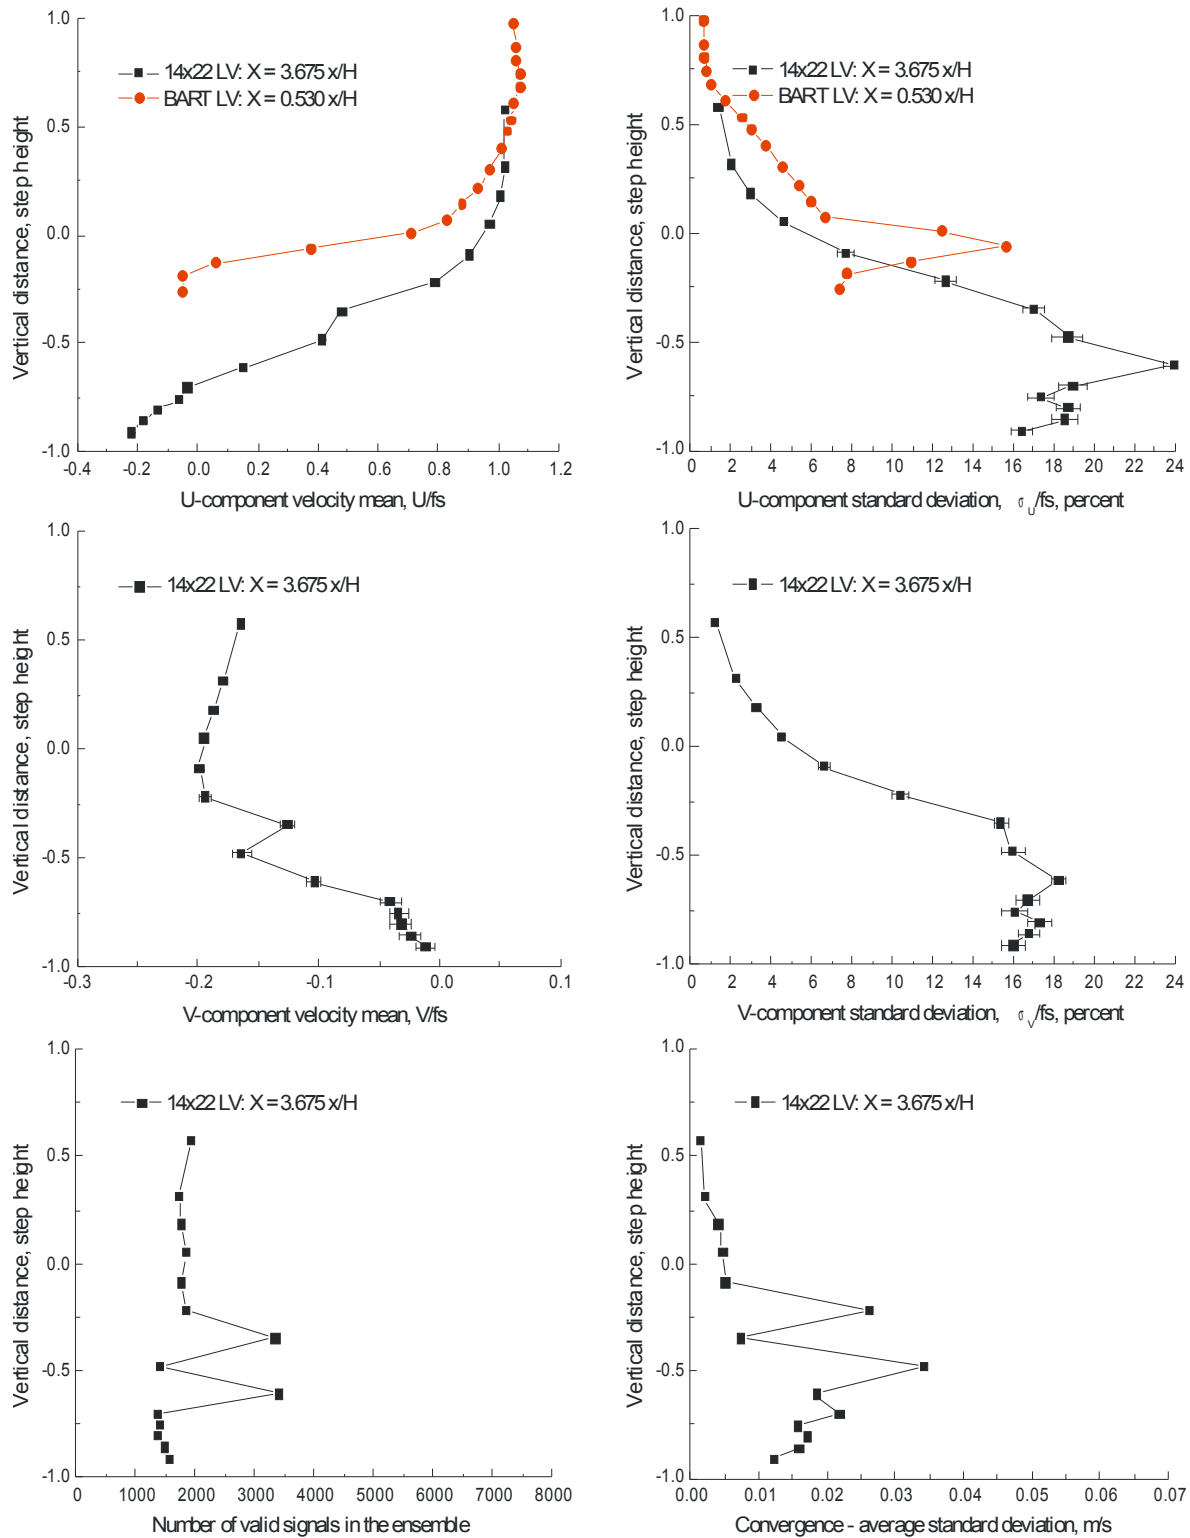 1.0
14x22 LV: X = 3.675 x/H
BART LV: X = 0.530 x/H
0.5
0.0
-0.5
-1.0
Vertical distance, step height
-0.4 -0.2 0.0 0.2 0.4 0.6 0.8 1.0 1.2
U-component velocity mean, U/fs
1.0
14x22 LV: X = 3.675 x/H
BART LV: X = 0.530 x/H
0.5
0.0
-0.5
-1.0
Vertical distance, step height
0 2 4 6 8 10 12 14 16 18 20 22 24
U-component standard deviation, σU/fs, percent
1.0
14x22 LV: X = 3.675 x/H
0.5
0.0
-0.5
-1.0
Vertical distance, step height
-0.3 -0.2 -0.1 0.0 0.1
V-component velocity mean, V/fs
1.0
14x22 LV: X = 3.675 x/H
0.5
0.0
-0.5
-1.0
Vertical distance, step height
0 2 4 6 8 10 12 14 16 18 20 22 24
V-component standard deviation, σV/fs, percent
1.0
14x22 LV: X = 3.675 x/H
0.5
0.0
-0.5
-1.0
Vertical distance, step height
0 1000 2000 3000 4000 5000 6000 7000 8000
Number of valid signals in the ensemble
1.0
14x22 LV: X = 3.675 x/H
0.5
0.0
-0.5
-1.0
Vertical distance, step height
0.00 0.01 0.02 0.03 0.04 0.05 0.06 0.07
Convergence - average standard deviation, m/s